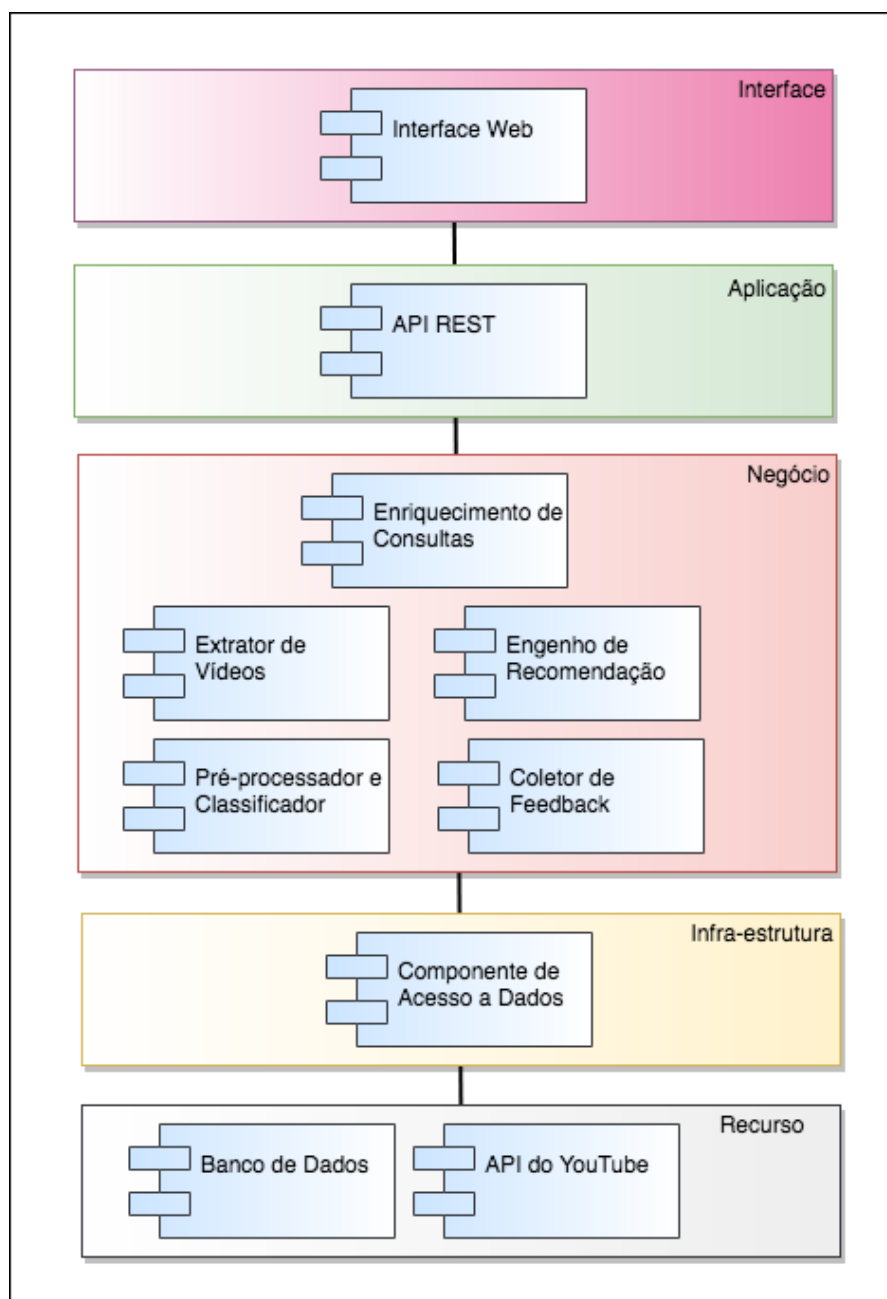 Interface
Interface Web
Aplicação
API REST
Negócio
Enriquecimento de
Consultas
Extrator de
Vídeos
Engenho de
Recomendação
Pré-processador e
Classificador
Coletor de
Feedback
Infra-estrutura
Componente de
Acesso a Dados
Recurso
Banco de Dados
API do YouTube